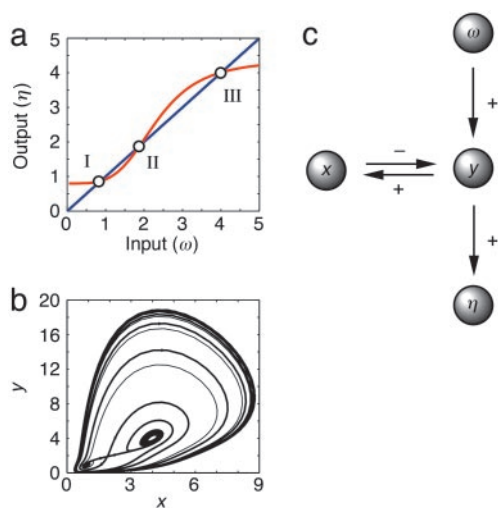 a
5
4
3
2
1
0
Output (η)
I
II
III
0 1 2 3 4 5
Input (ω)
b
20
16
12
8
4
0
y
0 3 6 9
x
c
ω
+
x
−
+
y
+
η